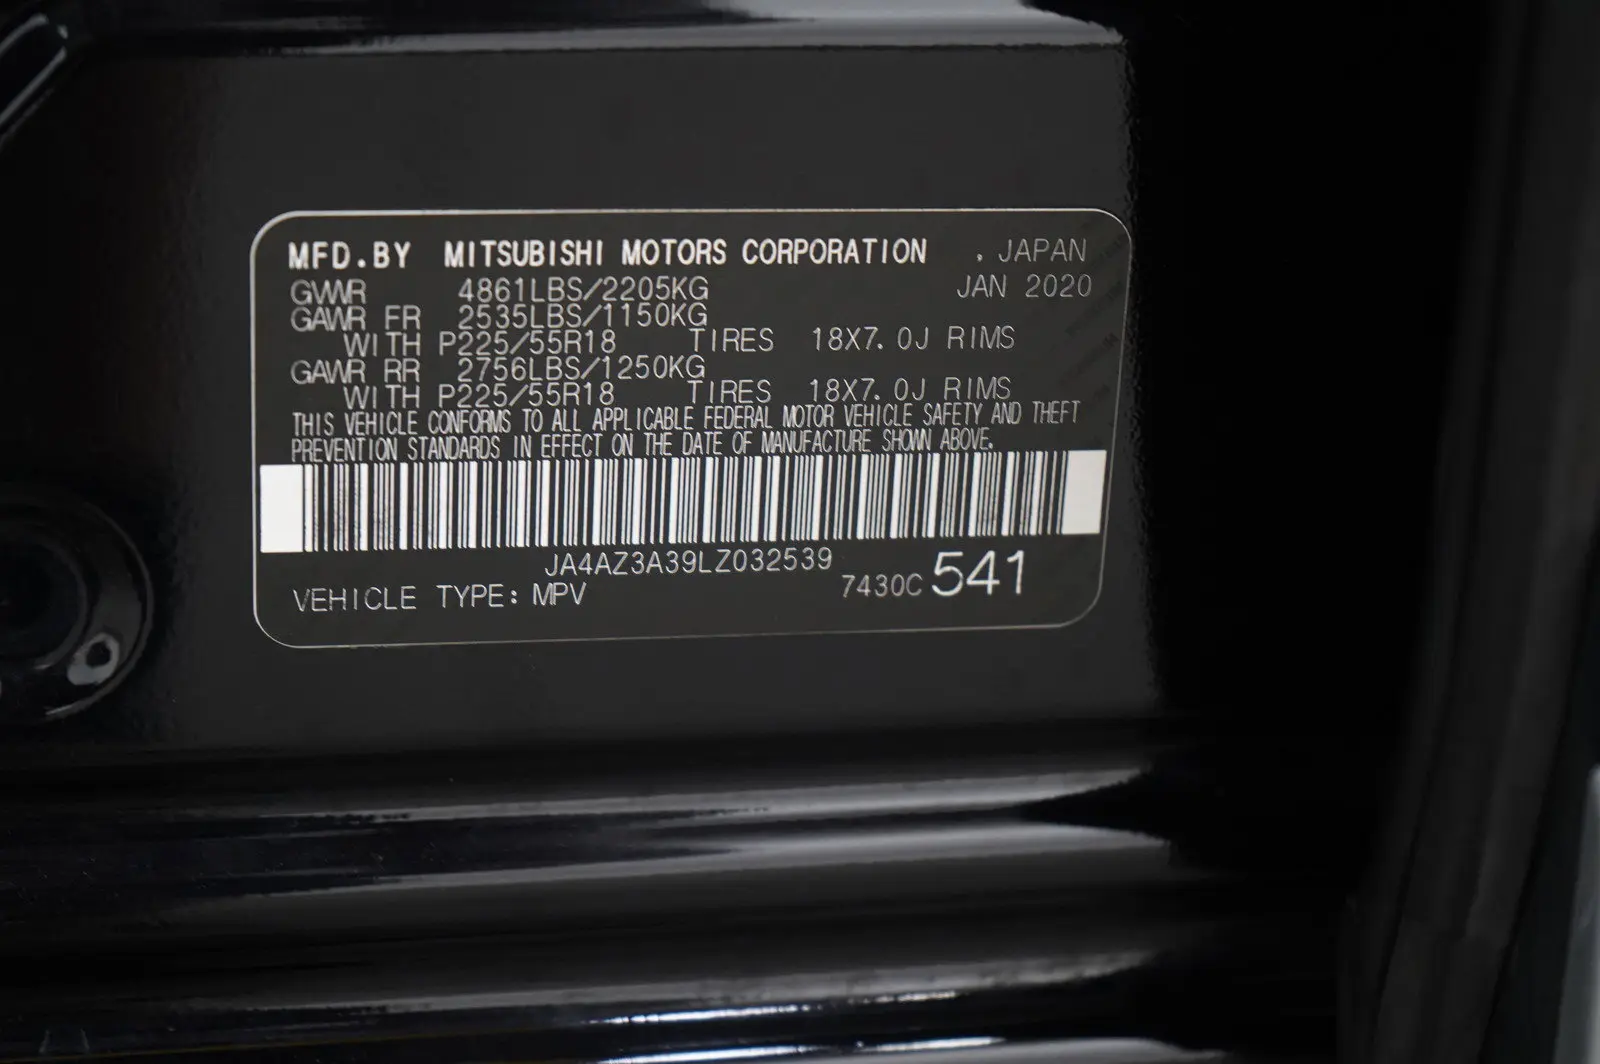 MFD.BY MITSUBISHI MOTORS CORPORATION , JAPAN
GVWR 4861LBS/2205KG JAN 2020
GAWR FR 2535LBS/1150KG
WITH P225/55R18 TIRES 18X7.0J RIMS
GAWR RR 2756LBS/1250KG
WITH P225/55R18 TIRES 18X7.0J RIMS
THIS VEHICLE CONFORMS TO ALL APPLICABLE FEDERAL MOTOR VEHICLE SAFETY AND THEFT
PREVENTION STANDARDS IN EFFECT ON THE DATE OF MANUFACTURE SHOWN ABOVE.
JA4AZ3A39LZ032539
VEHICLE TYPE: MPV 7430C 541